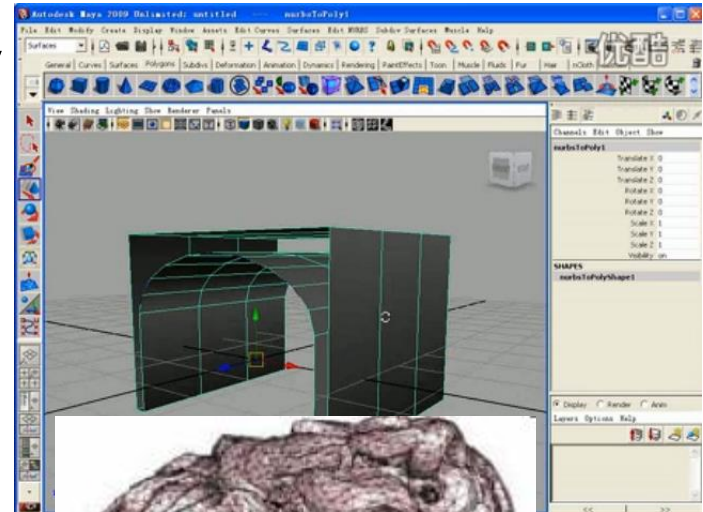 Autodesk Maya 2009 Unlimited: untitled --- nurbsToPoly1
File Edit Modify Create Display Window Assets Edit Curves Surfaces Edit NURBS Subdiv Surfaces Muscle Help
Surfaces
优酷
General Curves Surfaces Polygons Subdivs Deformation Animation Dynamics Rendering PaintEffects Toon Muscle Fluids Fur Hair nCloth
View Shading Lighting Show Renderer Panels
Channels Edit Object Show
nurbsToPoly1
Translate X 0
Translate Y 0
Translate Z 0
Rotate X 0
Rotate Y 0
Rotate Z 0
Scale X 1
Scale Y 1
Scale Z 1
Visibility on
SHAPES
nurbsToPolyShape1
Display Render Anim
Layers Options Help
<< >>